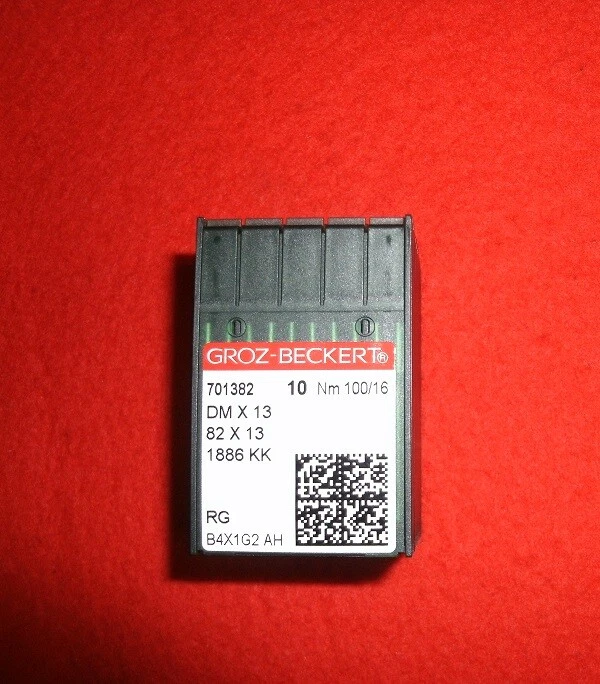 GROZ-BECKERT®
701382 10 Nm 100/16
DM X 13
82 X 13
1886 KK
RG
B4X1G2 AH